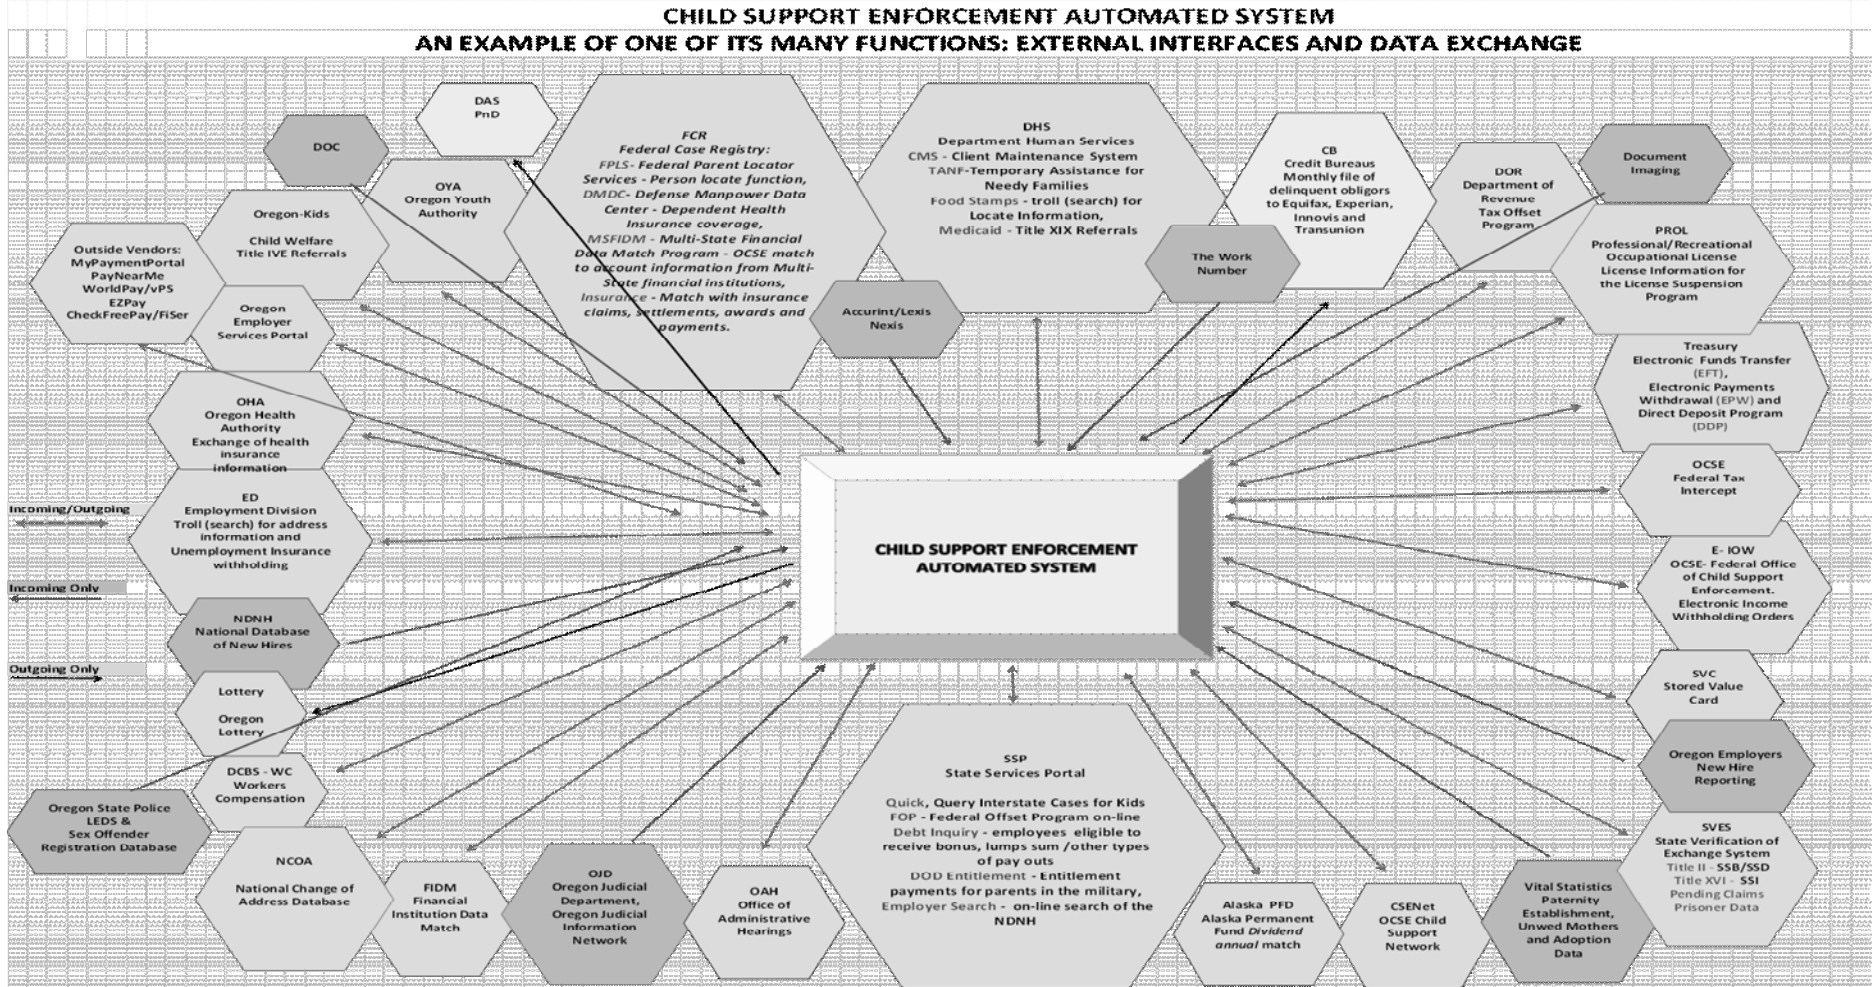 CHILD SUPPORT ENFORCEMENT AUTOMATED SYSTEM
AN EXAMPLE OF ONE OF ITS MANY FUNCTIONS: EXTERNAL INTERFACES AND DATA EXCHANGE
DAS
PnD
DOC
OYA
Oregon Youth
Authority
Oregon-Kids
Child Welfare
Title IVE Referrals
Outside Vendors:
MyPaymentPortal
PayNearMe
WorldPay/vPS
EZPay
CheckFreePay/FiSer
Oregon
Employer
Services Portal
FCR
Federal Case Registry:
FPLS- Federal Parent Locator
Services - Person locate function,
DMDC- Defense Manpower Data
Center - Dependent Health
Insurance coverage,
MSFIDM - Multi-State Financial
Data Match Program - OCSE match
to account information from Multi-
State financial institutions,
Insurance - Match with insurance
claims, settlements, awards and
payments.
DHS
Department Human Services
CMS - Client Maintenance System
TANF-Temporary Assistance for
Needy Families
Food Stamps - troll (search) for
Locate Information,
Medicaid - Title XIX Referrals
Accurint/Lexis
Nexis
The Work
Number
CB
Credit Bureaus
Monthly file of
delinquent obligors
to Equifax, Experian,
Innovis and
Transunion
DOR
Department of
Revenue
Tax Offset
Program
Document
Imaging
PROL
Professional/Recreational
Occupational License
License Information for
the License Suspension
Program
Treasury
Electronic Funds Transfer
(EFT),
Electronic Payments
Withdrawal (EPW) and
Direct Deposit Program
(DDP)
OHA
Oregon Health
Authority
Exchange of health
insurance
information
OCSE
Federal Tax
Intercept
ED
Employment Division
Troll (search) for address
information and
Unemployment Insurance
withholding
Incoming/Outgoing
Incoming Only
Outgoing Only
CHILD SUPPORT ENFORCEMENT
AUTOMATED SYSTEM
E- IOW
OCSE- Federal Office
of Child Support
Enforcement.
Electronic Income
Withholding Orders
NDNH
National Database
of New Hires
Lottery
Oregon
Lottery
SVC
Stored Value
Card
DCBS - WC
Workers
Compensation
Oregon Employers
New Hire
Reporting
Oregon State Police
LEDS &
Sex Offender
Registration Database
NCOA
National Change of
Address Database
FIDM
Financial
Institution Data
Match
OJD
Oregon Judicial
Department,
Oregon Judicial
Information
Network
OAH
Office of
Administrative
Hearings
SSP
State Services Portal
Quick, Query Interstate Cases for Kids
FOP - Federal Offset Program on-line
Debt Inquiry - employees eligible to
receive bonus, lumps sum /other types
of pay outs
DOD Entitlement - Entitlement
payments for parents in the military,
Employer Search - on-line search of the
NDNH
Alaska PFD
Alaska Permanent
Fund Dividend
annual match
CSENet
OCSE Child
Support
Network
Vital Statistics
Paternity
Establishment,
Unwed Mothers
and Adoption
Data
SVES
State Verification of
Exchange System
Title II - SSB/SSD
Title XVI - SSI
Pending Claims
Prisoner Data